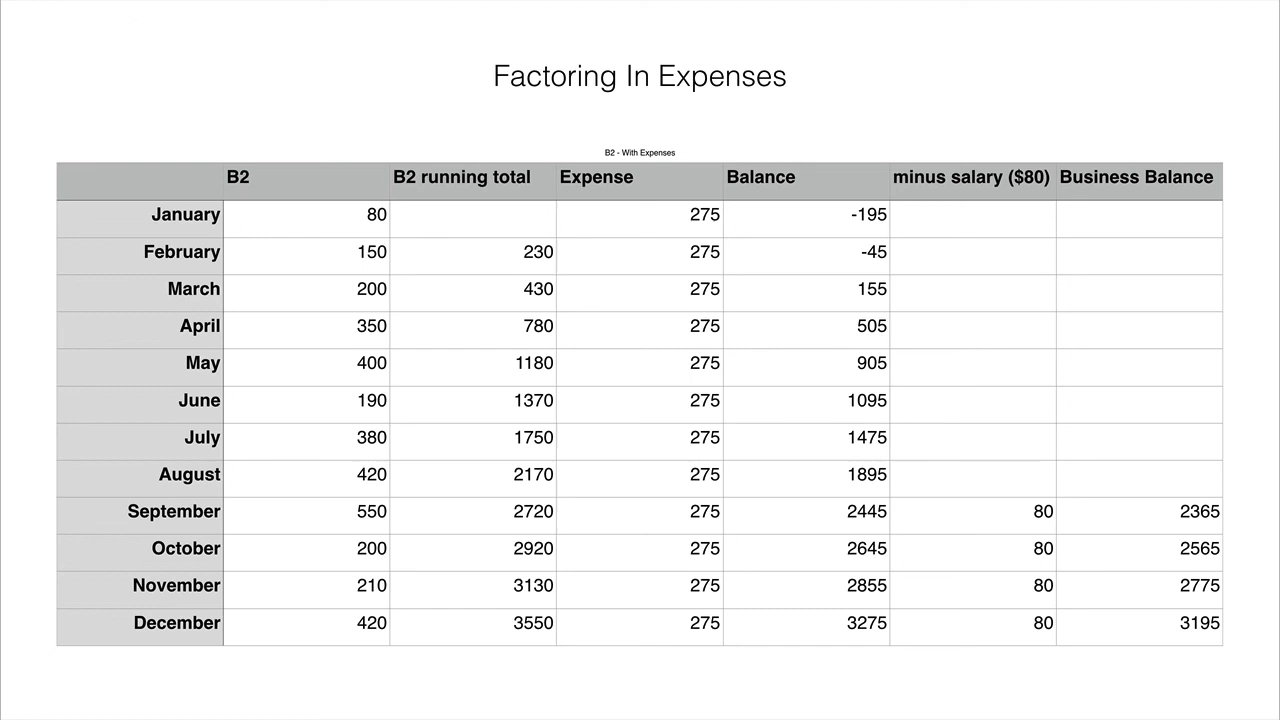 Factoring In Expenses
B2 - With Expenses
B2 B2 running total Expense Balance minus salary ($80) Business Balance
January 80 275 -195
February 150 230 275 -45
March 200 430 275 155
April 350 780 275 505
May 400 1180 275 905
June 190 1370 275 1095
July 380 1750 275 1475
August 420 2170 275 1895
September 550 2720 275 2445 80 2365
October 200 2920 275 2645 80 2565
November 210 3130 275 2855 80 2775
December 420 3550 275 3275 80 3195